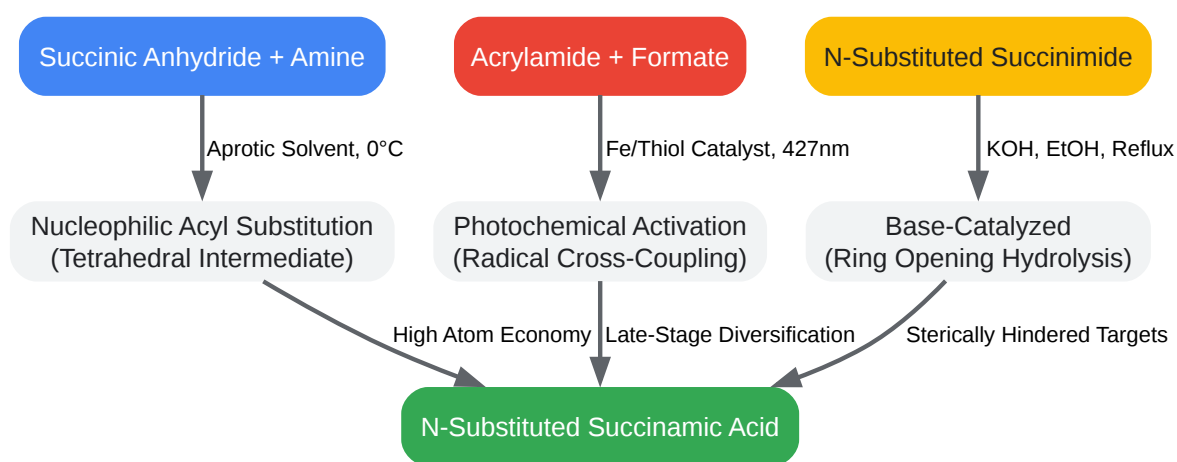 Succinic Anhydride + Amine
Acrylamide + Formate
N-Substituted Succinimide
Aprotic Solvent, 0°C
Fe/Thiol Catalyst, 427nm
KOH, EtOH, Reflux
Nucleophilic Acyl Substitution
(Tetrahedral Intermediate)
Photochemical Activation
(Radical Cross-Coupling)
Base-Catalyzed
(Ring Opening Hydrolysis)
High Atom Economy
Late-Stage Diversification
Sterically Hindered Targets
N-Substituted Succinamic Acid